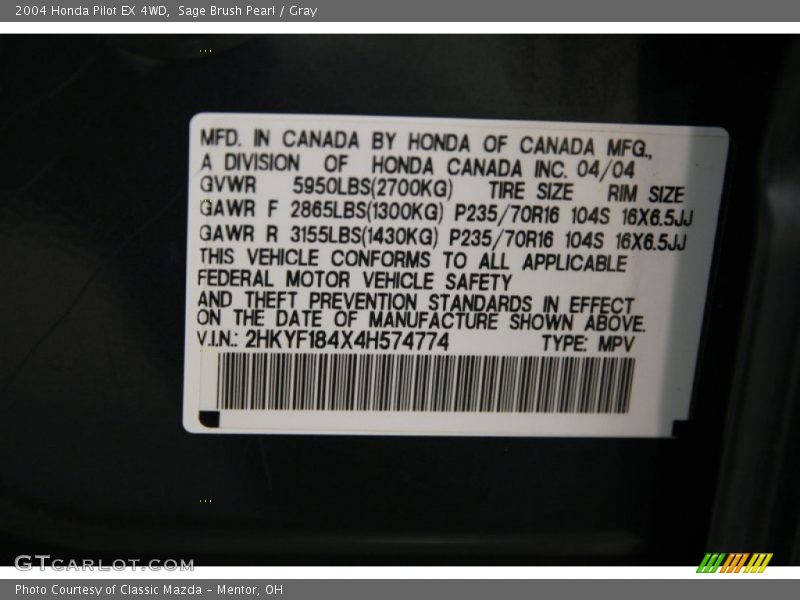 2004 Honda Pilot EX 4WD, Sage Brush Pearl / Gray
MFD. IN CANADA BY HONDA OF CANADA MFG.,
A DIVISION OF HONDA CANADA INC. 04/04
GVWR 5950LBS(2700KG) TIRE SIZE RIM SIZE
GAWR F 2865LBS(1300KG) P235/70R16 104S 16X6.5JJ
GAWR R 3155LBS(1430KG) P235/70R16 104S 16X6.5JJ
THIS VEHICLE CONFORMS TO ALL APPLICABLE
FEDERAL MOTOR VEHICLE SAFETY
AND THEFT PREVENTION STANDARDS IN EFFECT
ON THE DATE OF MANUFACTURE SHOWN ABOVE.
V.I.N.: 2HKYF184X4H574774 TYPE: MPV
GTCARLOT.COM
Photo Courtesy of Classic Mazda - Mentor, OH